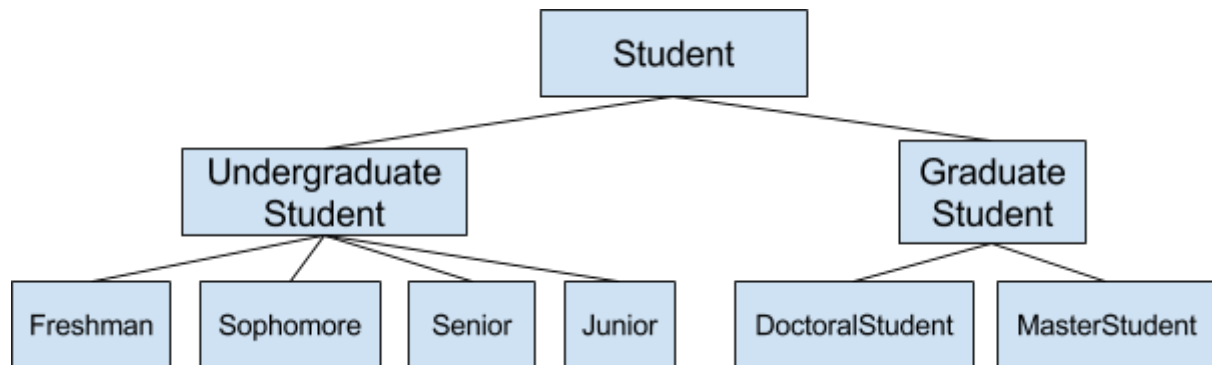 Student
Undergraduate
Student
Graduate
Student
Freshman
Sophomore
Senior
Junior
DoctoralStudent
MasterStudent